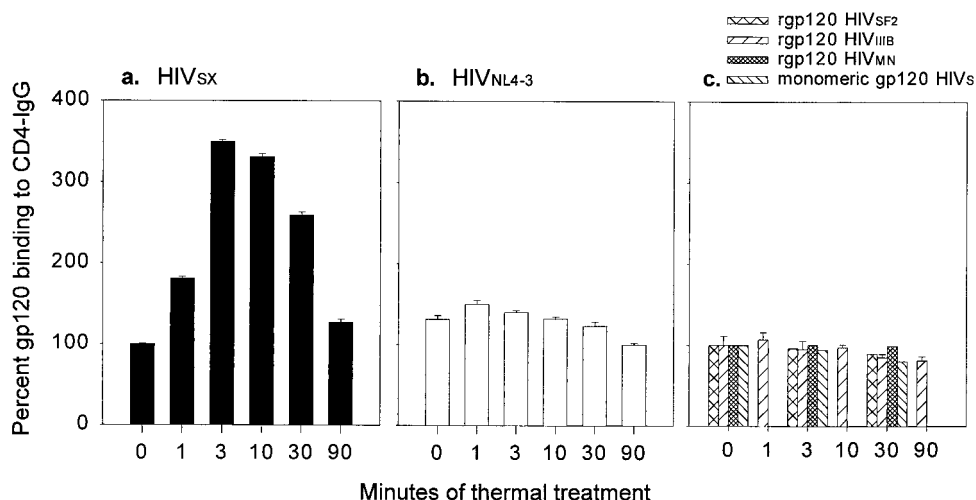 rgp120 HIVSF2
rgp120 HIVIIIB
rgp120 HIVMN
monomeric gp120 HIVS
a. HIVSX
b. HIVNL4-3
c.
Percent gp120 binding to CD4-IgG
400
300
200
100
0
0 1 3 10 30 90
0 1 3 10 30 90
0 1 3 10 30 90
Minutes of thermal treatment